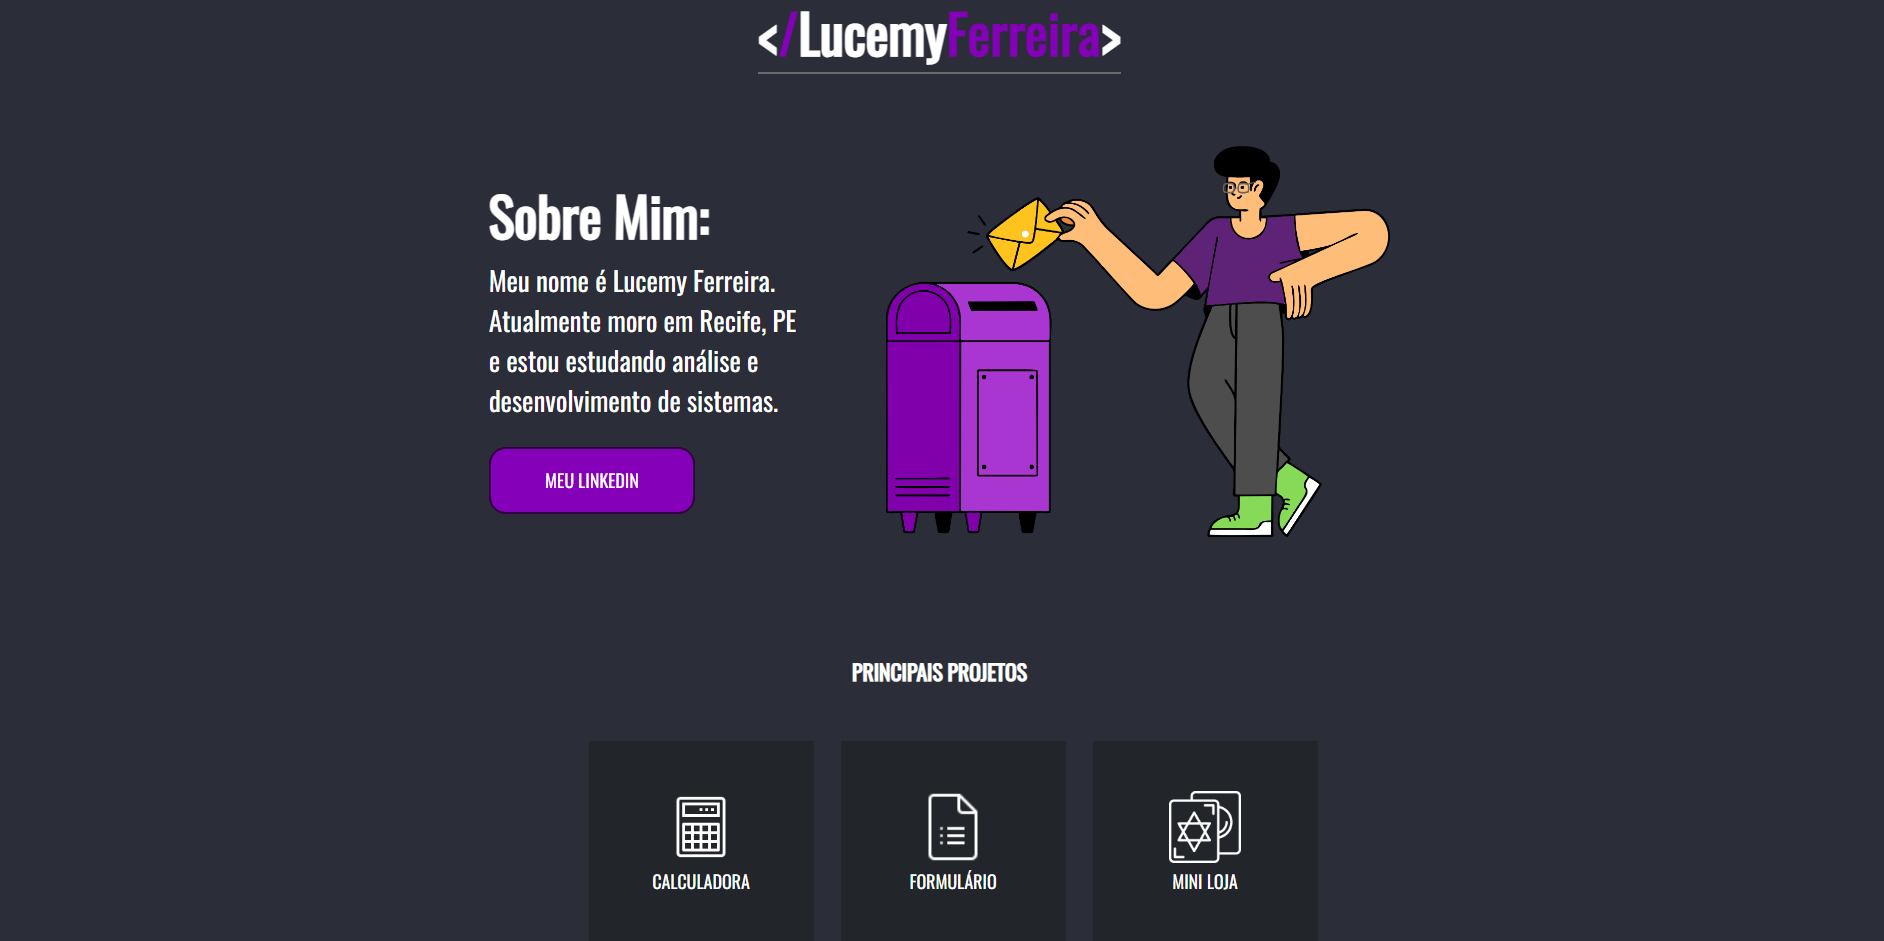 </LucemyFerreira>
Sobre Mim:
Meu nome é Lucemy Ferreira.
Atualmente moro em Recife, PE
e estou estudando análise e
desenvolvimento de sistemas.
MEU LINKEDIN
PRINCIPAIS PROJETOS
CALCULADORA
FORMULÁRIO
MINI LOJA